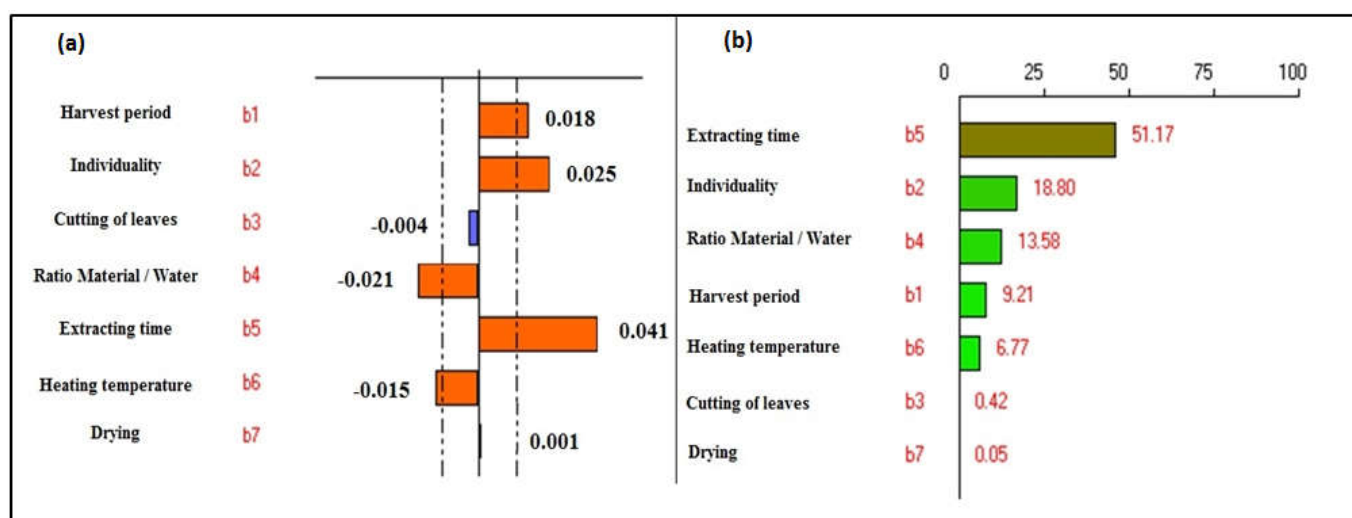 (a)
Harvest period b1 0.018
Individuality b2 0.025
Cutting of leaves b3 -0.004
Ratio Material / Water b4 -0.021
Extracting time b5 0.041
Heating temperature b6 -0.015
Drying b7 0.001
(b)
0 25 50 75 100
Extracting time b5 51.17
Individuality b2 18.80
Ratio Material / Water b4 13.58
Harvest period b1 9.21
Heating temperature b6 6.77
Cutting of leaves b3 0.42
Drying b7 0.05